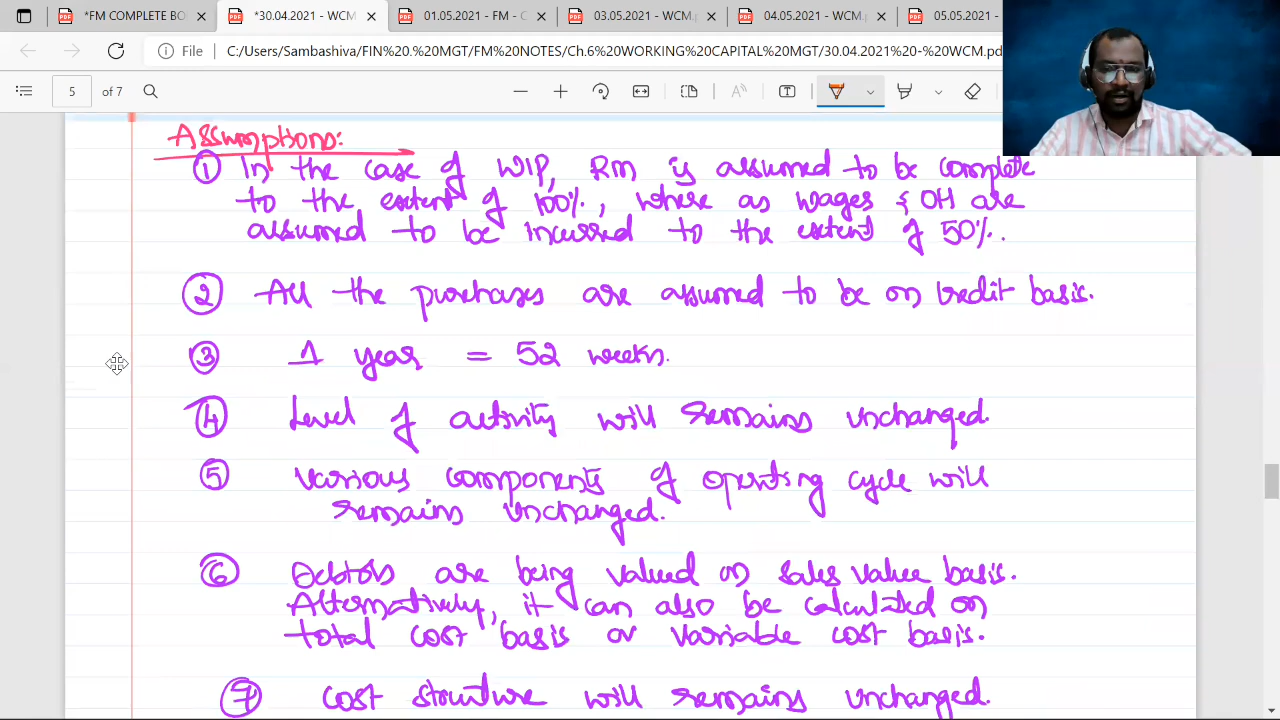 *FM COMPLETE BO
*30.04.2021 - WCM
01.05.2021 - FM - C
03.05.2021 - WCM.p
04.05.2021 - WCM.p
05.05.2021 -
File
C:/Users/Sambashiva/FIN%20.%20MGT/FM%20NOTES/Ch.6%20WORKING%20CAPITAL%20MGT/30.04.2021%20-%20WCM.pd
5 of 7
Assumptions:
① In the case of WIP, RM is assumed to be complete
to the extent of 100%, where as wages & OH are
assumed to be incurred to the extent of 50%.
② All the purchases are assumed to be on credit basis.
③ 1 year = 52 weeks.
④ Level of activity will remains unchanged.
⑤ Various components of operating cycle will
remains unchanged.
⑥ Debtors are being valued on sales value basis.
Alternatively, it can also be calculated on
total cost basis or variable cost basis.
⑦ Cost structure will remains unchanged.